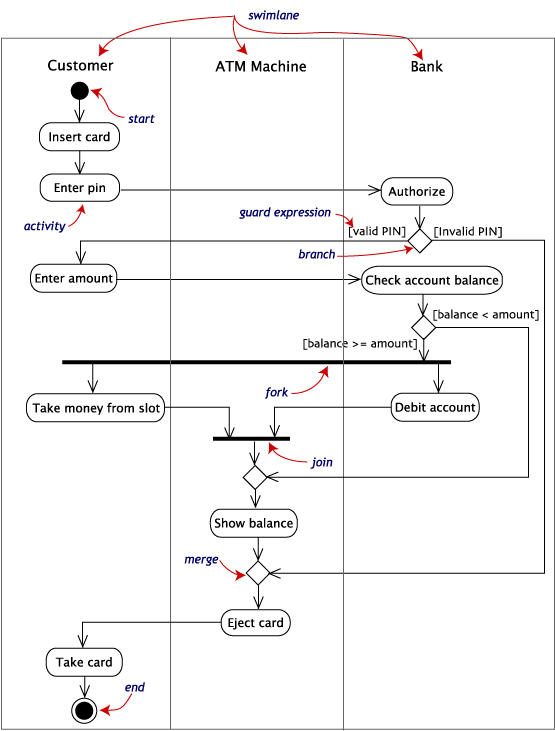 swimlane
Customer
ATM Machine
Bank
start
Insert card
Enter pin
Authorize
activity
guard expression
[valid PIN]
[Invalid PIN]
branch
Enter amount
Check account balance
[balance < amount]
[balance >= amount]
fork
Take money from slot
Debit account
join
Show balance
merge
Eject card
Take card
end